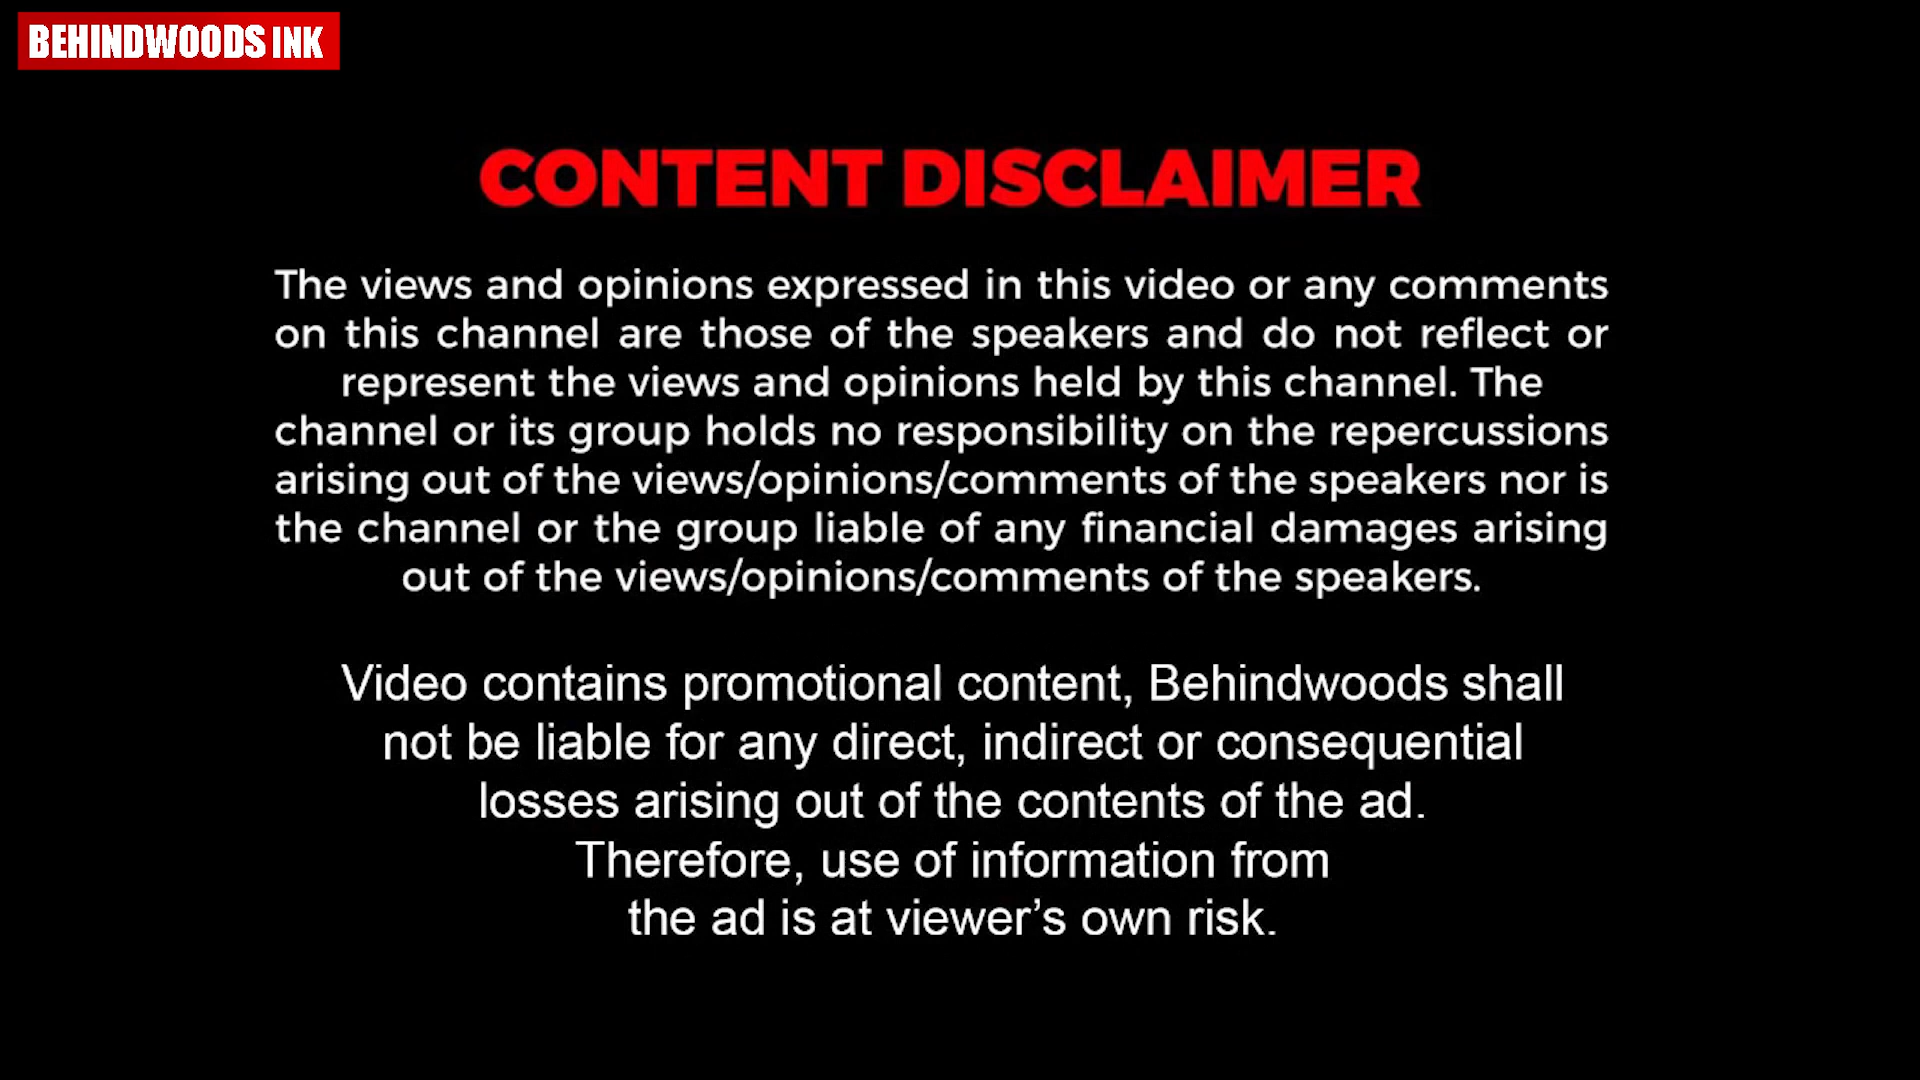 BEHINDWOODS INK
CONTENT DISCLAIMER
The views and opinions expressed in this video or any comments
on this channel are those of the speakers and do not reflect or
represent the views and opinions held by this channel. The
channel or its group holds no responsibility on the repercussions
arising out of the views/opinions/comments of the speakers nor is
the channel or the group liable of any financial damages arising
out of the views/opinions/comments of the speakers.
Video contains promotional content, Behindwoods shall
not be liable for any direct, indirect or consequential
losses arising out of the contents of the ad.
Therefore, use of information from
the ad is at viewer’s own risk.